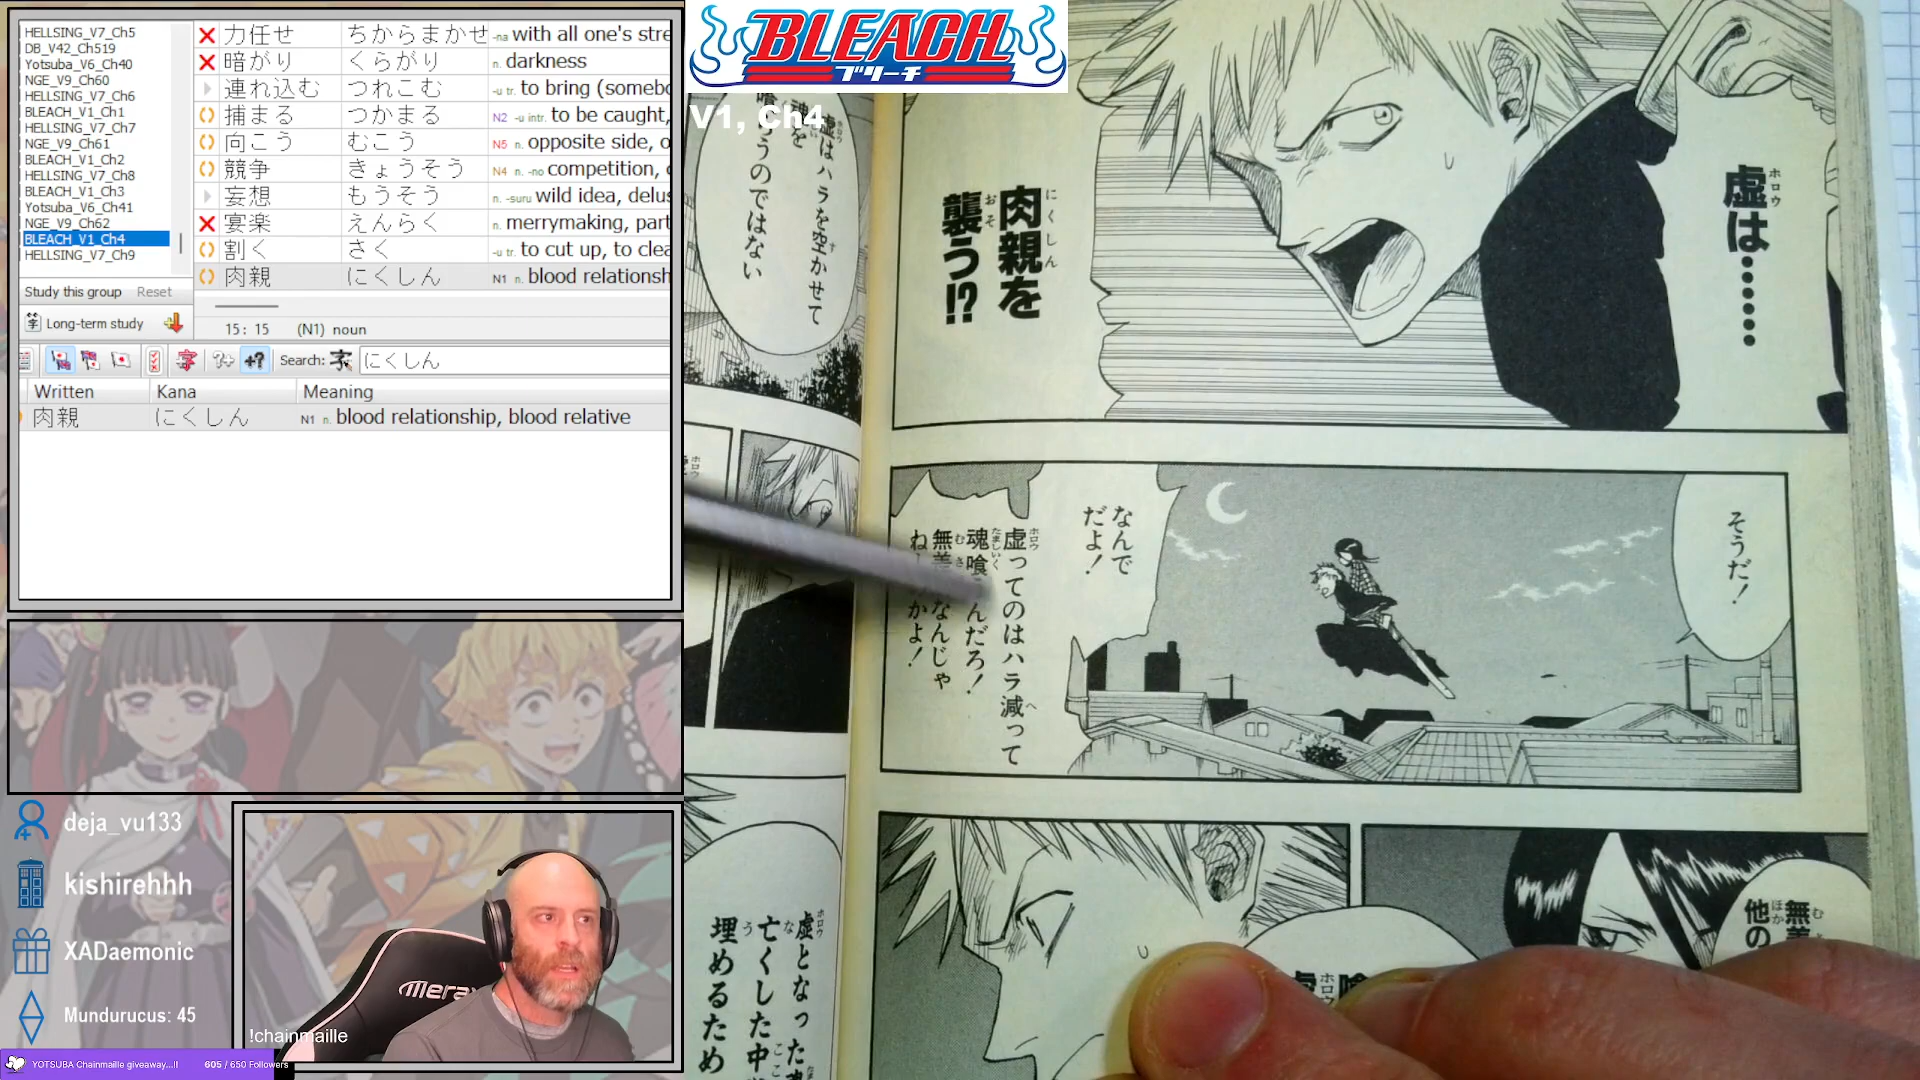 HELLSING_V7_Ch5
DB_V42_Ch519
Yotsuba_V6_Ch40
NGE_V9_Ch60
HELLSING_V7_Ch6
BLEACH_V1_Ch1
HELLSING_V7_Ch7
NGE_V9_Ch61
BLEACH_V1_Ch2
HELLSING_V7_Ch8
BLEACH_V1_Ch3
Yotsuba_V6_Ch41
NGE_V9_Ch62
BLEACH_V1_Ch4
HELLSING_V7_Ch9
Study this group Reset
Long-term study
力任せ ちからまかせ -na with all one's stre
暗がり くらがり n. darkness
連れ込む つれこむ -u tr. to bring (somebo
捕まる つかまる N2 -u intr. to be caught,
向こう むこう N5 n. opposite side, o
競争 きょうそう N4 n. -no competition,
妄想 もうそう n. -suru wild idea, delus
宴楽 えんらく n. merrymaking, part
割く さく -u tr. to cut up, to clea
肉親 にくしん N1 n. blood relationsh
15: 15 (N1) noun
Search: 字 にくしん
Written Kana Meaning
肉親 にくしん N1 n. blood relationship, blood relative
BLEACH
ブリーチ
V1, Ch4
虚は……
肉親を
襲う!?
虚はハラを空かせて
うのではない
そうだ！
なんで
だよ！
虚ってのはハラ減って
んだろ！
なんじゃ
かよ！
他の
虚となった
亡くした中
埋めるため
deja_vu133
kishirehhh
XADaemonic
Mundurucus: 45
!chainmaille
YOTSUBA Chainmaille giveaway...!! 605 / 650 Followers